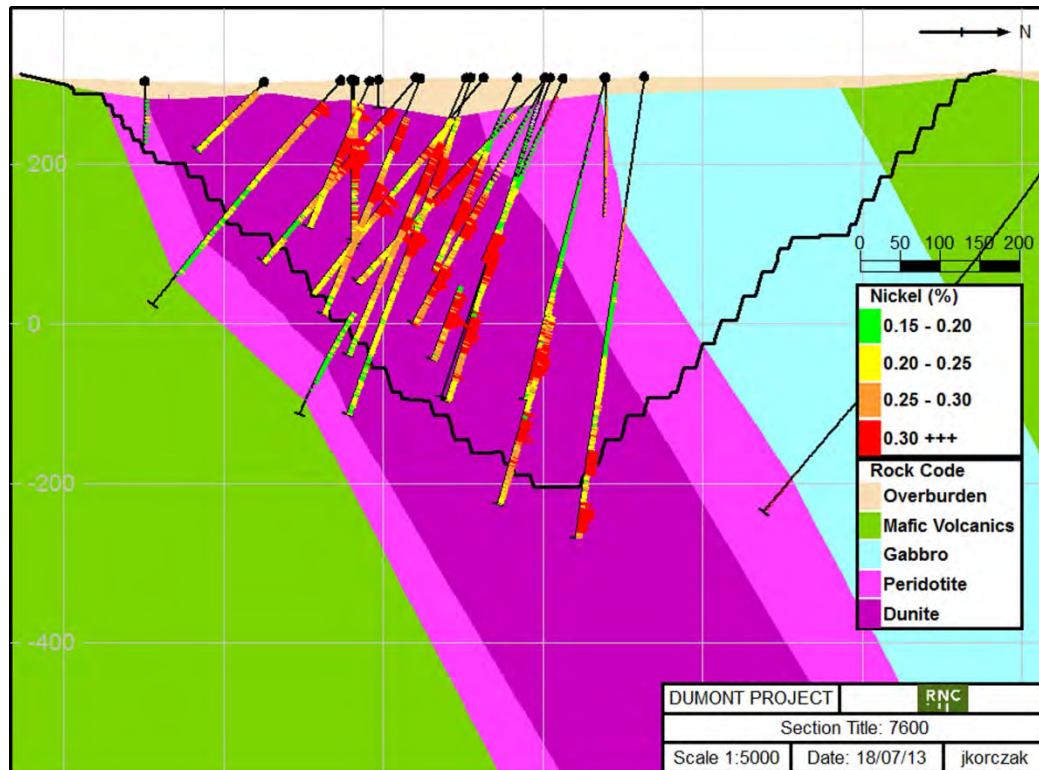 N
200
0
-200
-400
0 50 100 150 200
Nickel (%)
0.15 - 0.20
0.20 - 0.25
0.25 - 0.30
0.30 +++
Rock Code
Overburden
Mafic Volcanics
Gabbro
Peridotite
Dunite
DUMONT PROJECT
RNC
Section Title: 7600
Scale 1:5000 Date: 18/07/13 jkorczak